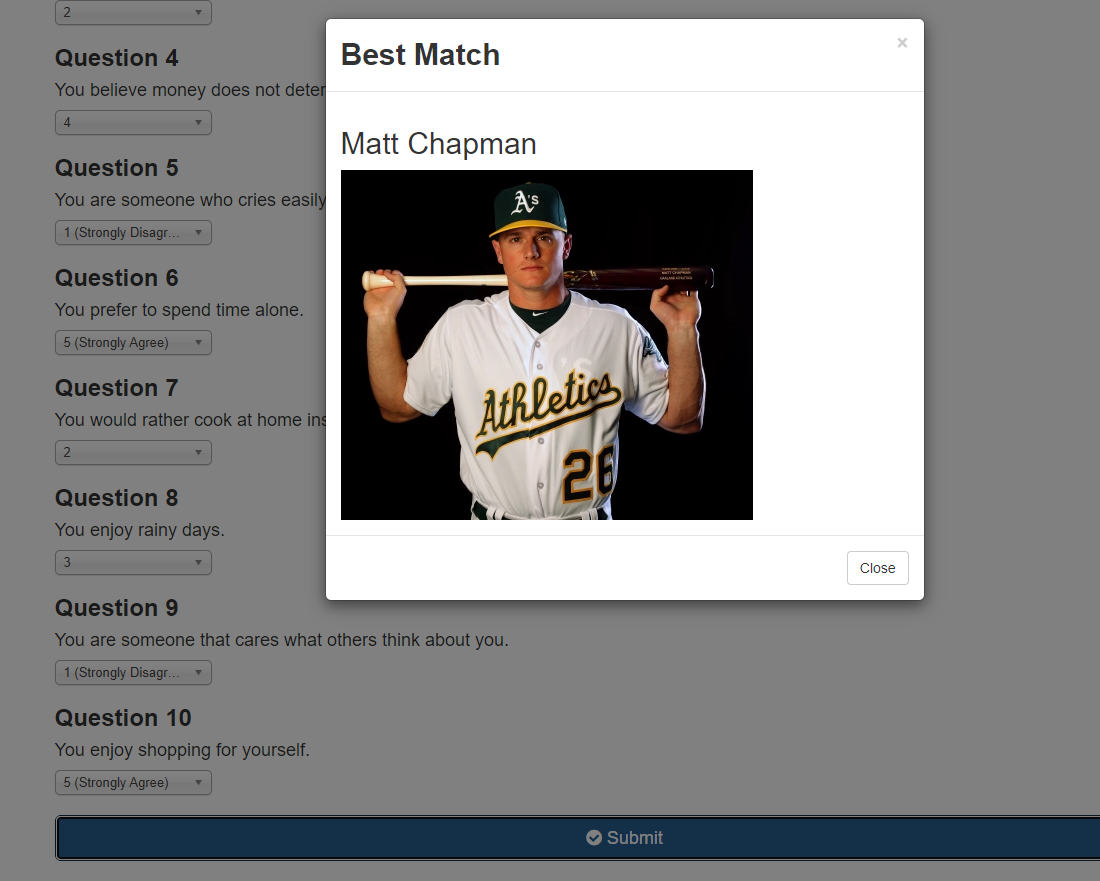 2
Question 4
You believe money does not deter
4
Question 5
You are someone who cries easily
1 (Strongly Disagr...
Question 6
You prefer to spend time alone.
5 (Strongly Agree)
Question 7
You would rather cook at home ins
2
Question 8
You enjoy rainy days.
3
Question 9
You are someone that cares what others think about you.
1 (Strongly Disagr...
Question 10
You enjoy shopping for yourself.
5 (Strongly Agree)
Submit
Best Match
×
Matt Chapman
A's
MATT CHAPMAN
OAKLAND ATHLETICS
Athletics
26
Close